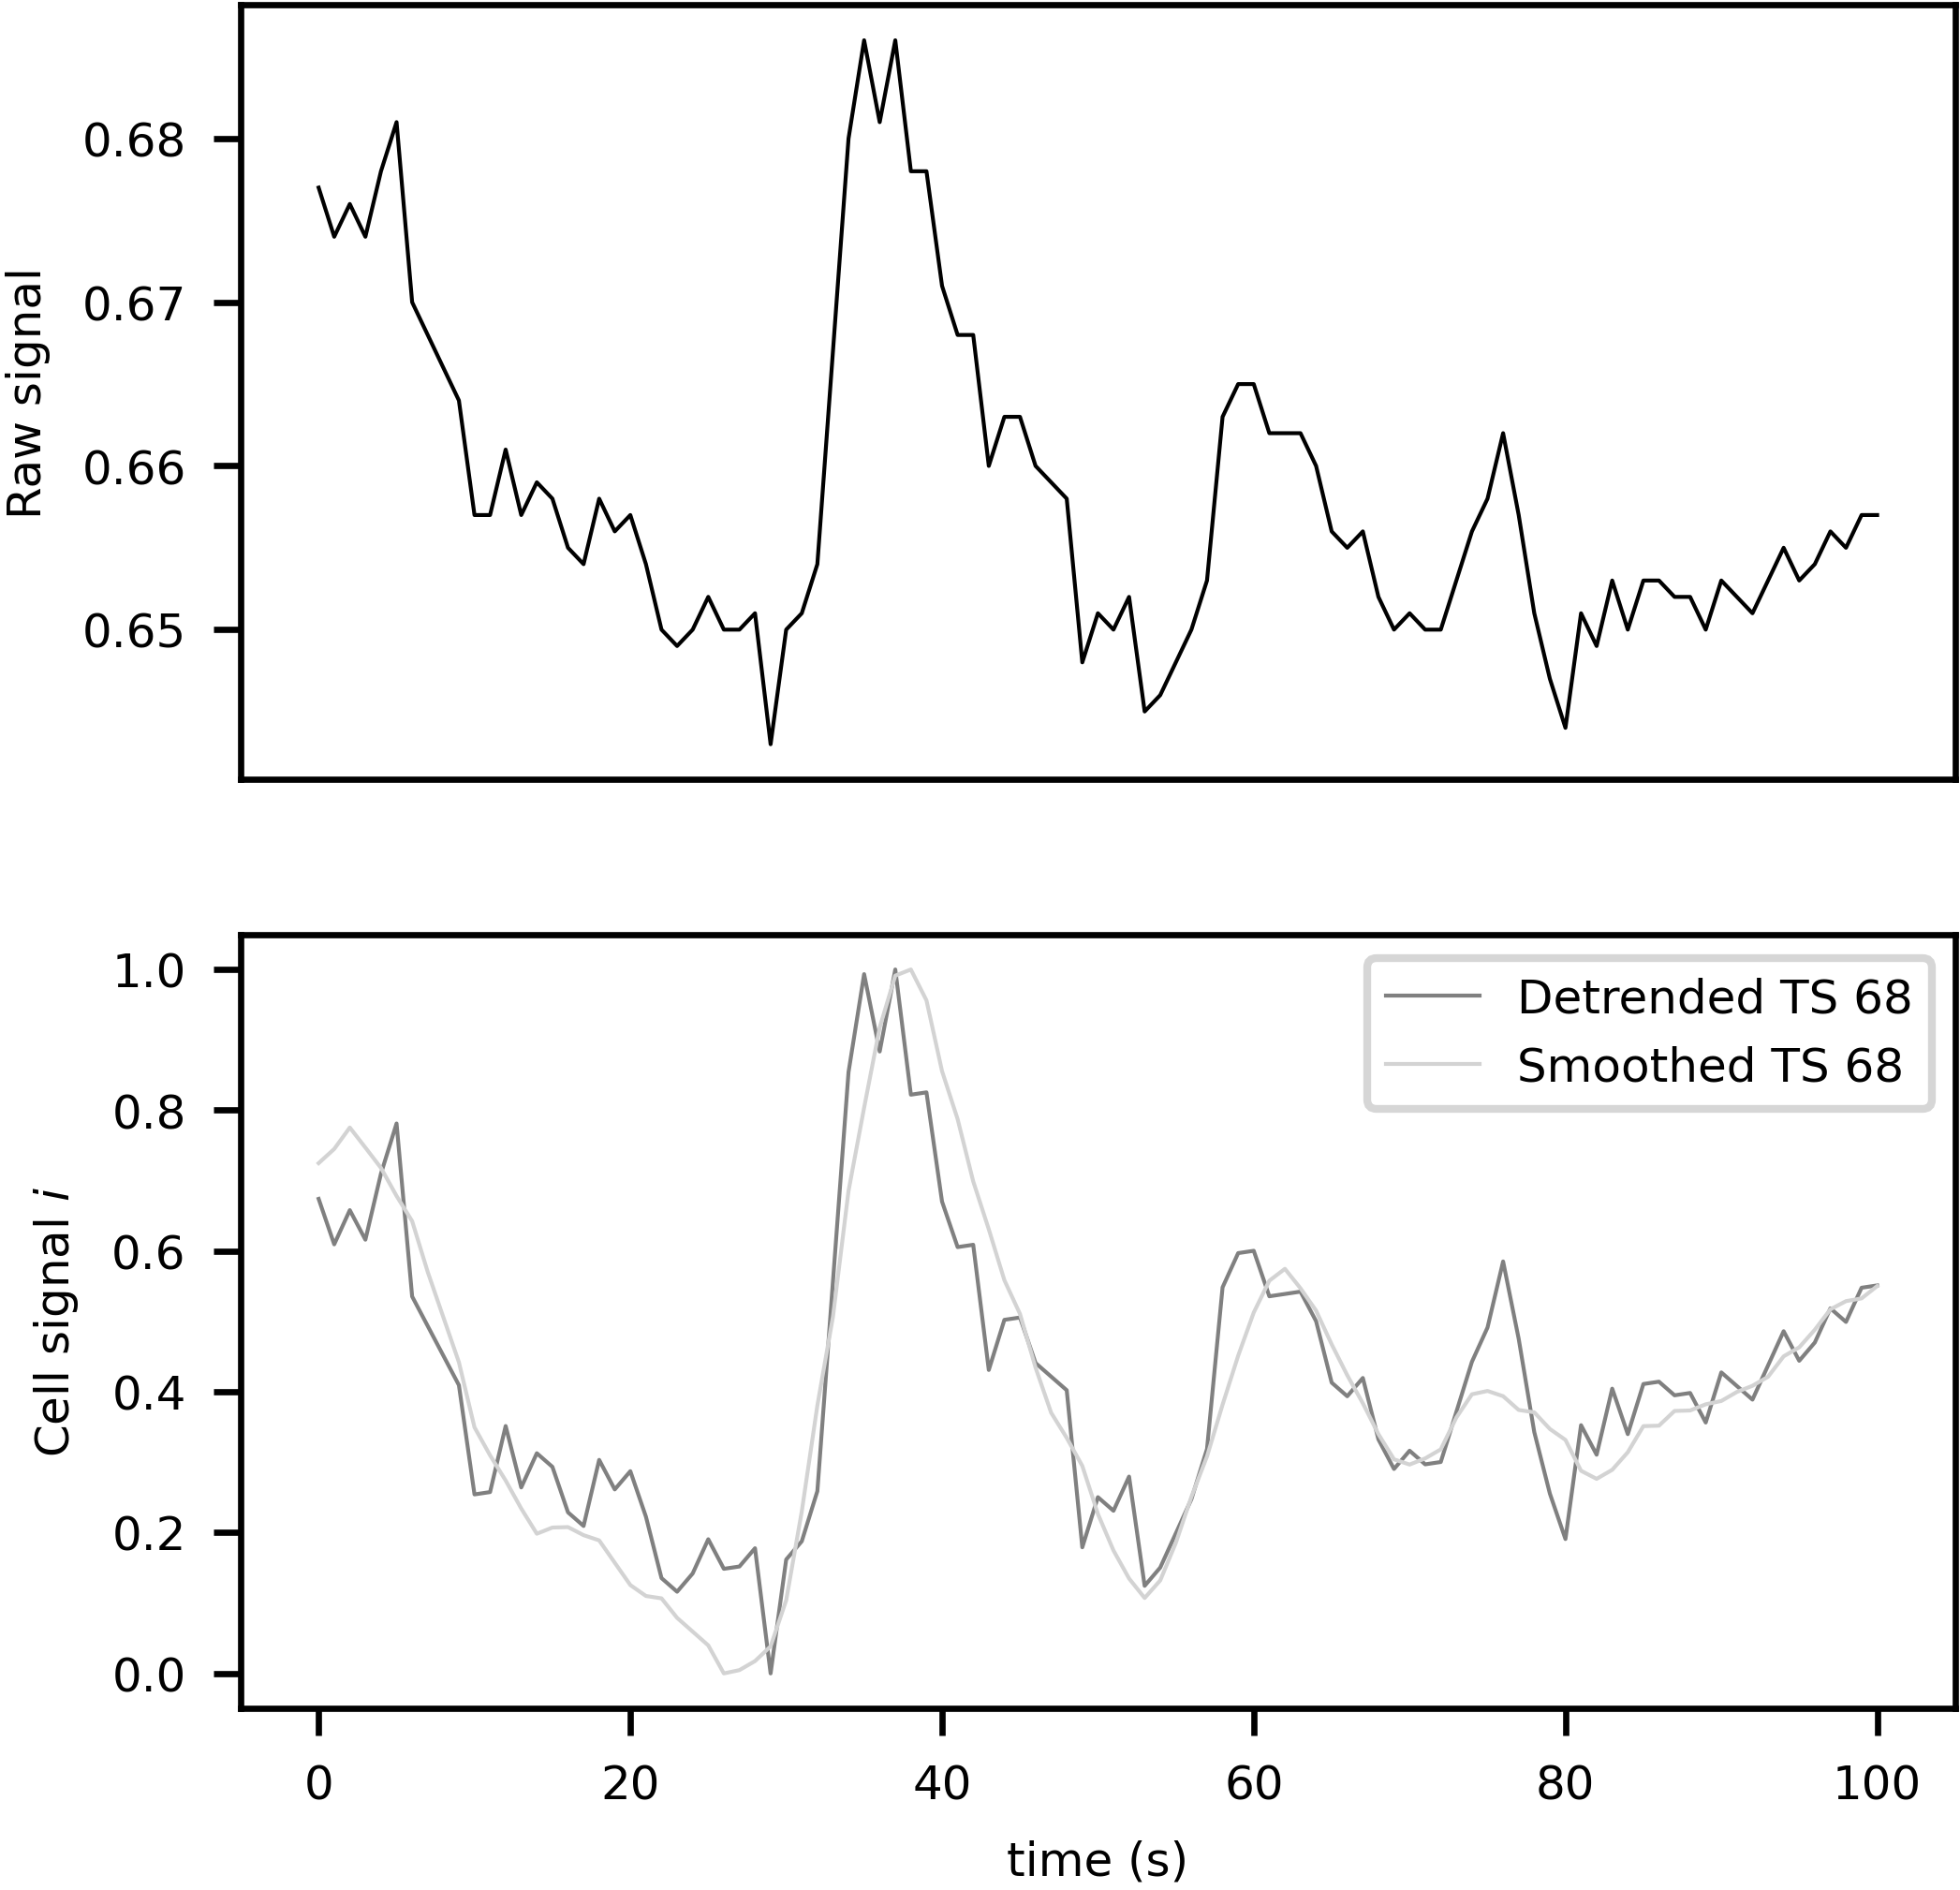 Raw signal
0.68
0.67
0.66
0.65
Cell signal i
1.0
0.8
0.6
0.4
0.2
0.0
Detrended TS 68
Smoothed TS 68
0 20 40 60 80 100
time (s)